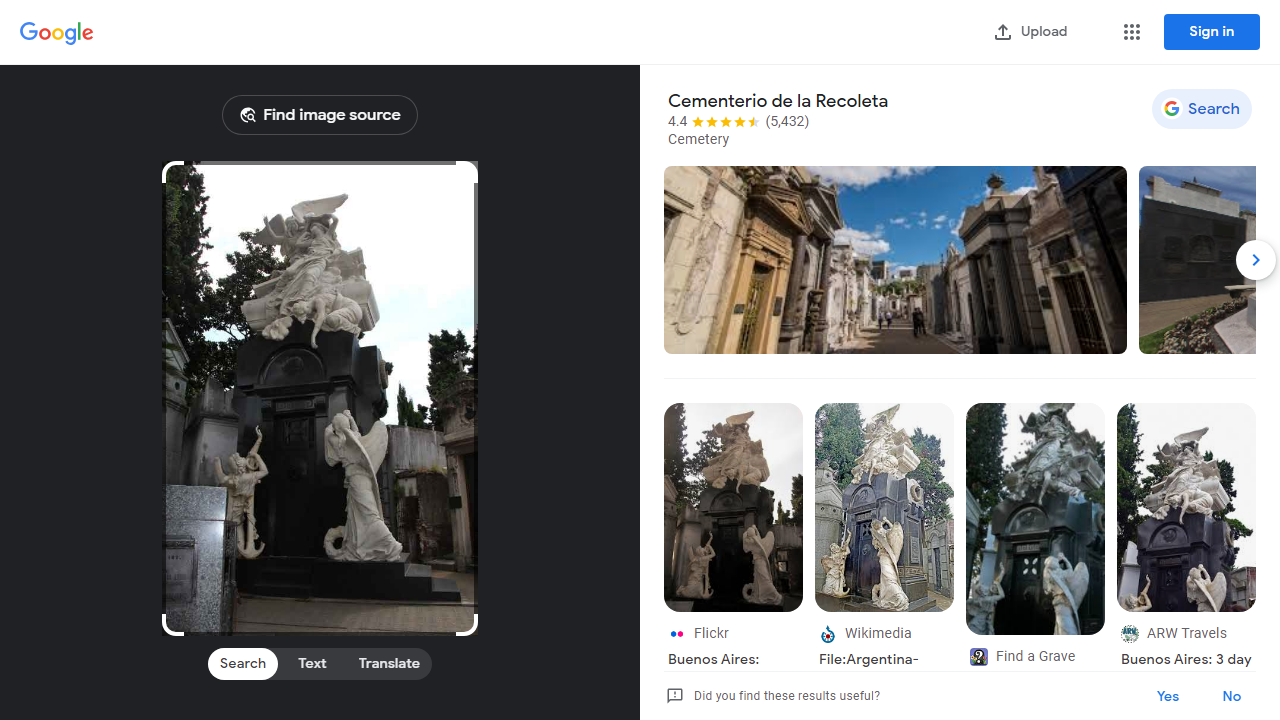 Google
Upload
Sign in
Find image source
Search
Text
Translate
Cementerio de la Recoleta
4.4 (5,432)
Cemetery
Search
Flickr
Buenos Aires:
Wikimedia
File:Argentina-
Find a Grave
ARW Travels
Buenos Aires: 3 day
Did you find these results useful?
Yes
No